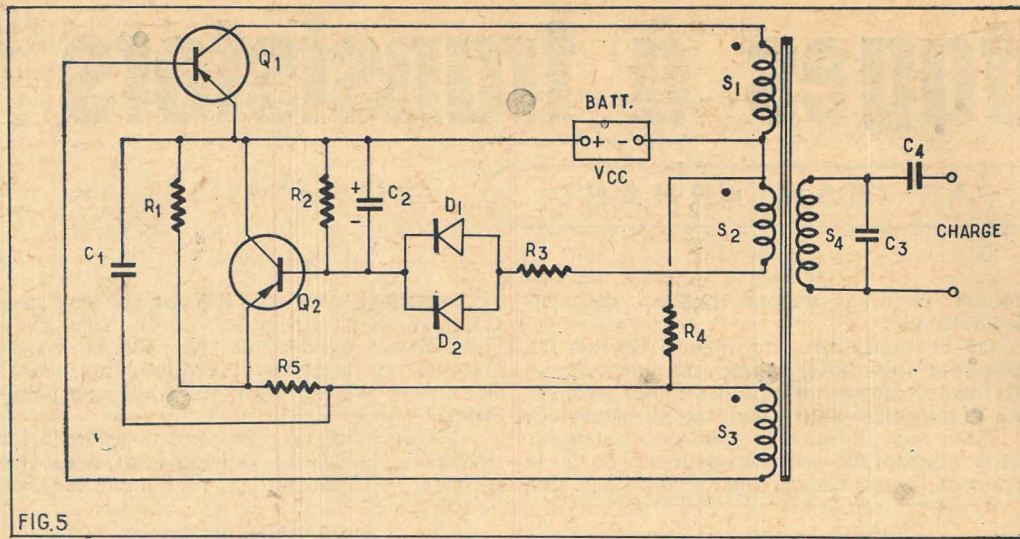 Q1
BATT.
+ -
VCC
S1
C4
R1
R2
+
-
C2
D1
S2
S4
C3
CHARGE
C1
Q2
R3
D2
R4
R5
S3
FIG.5